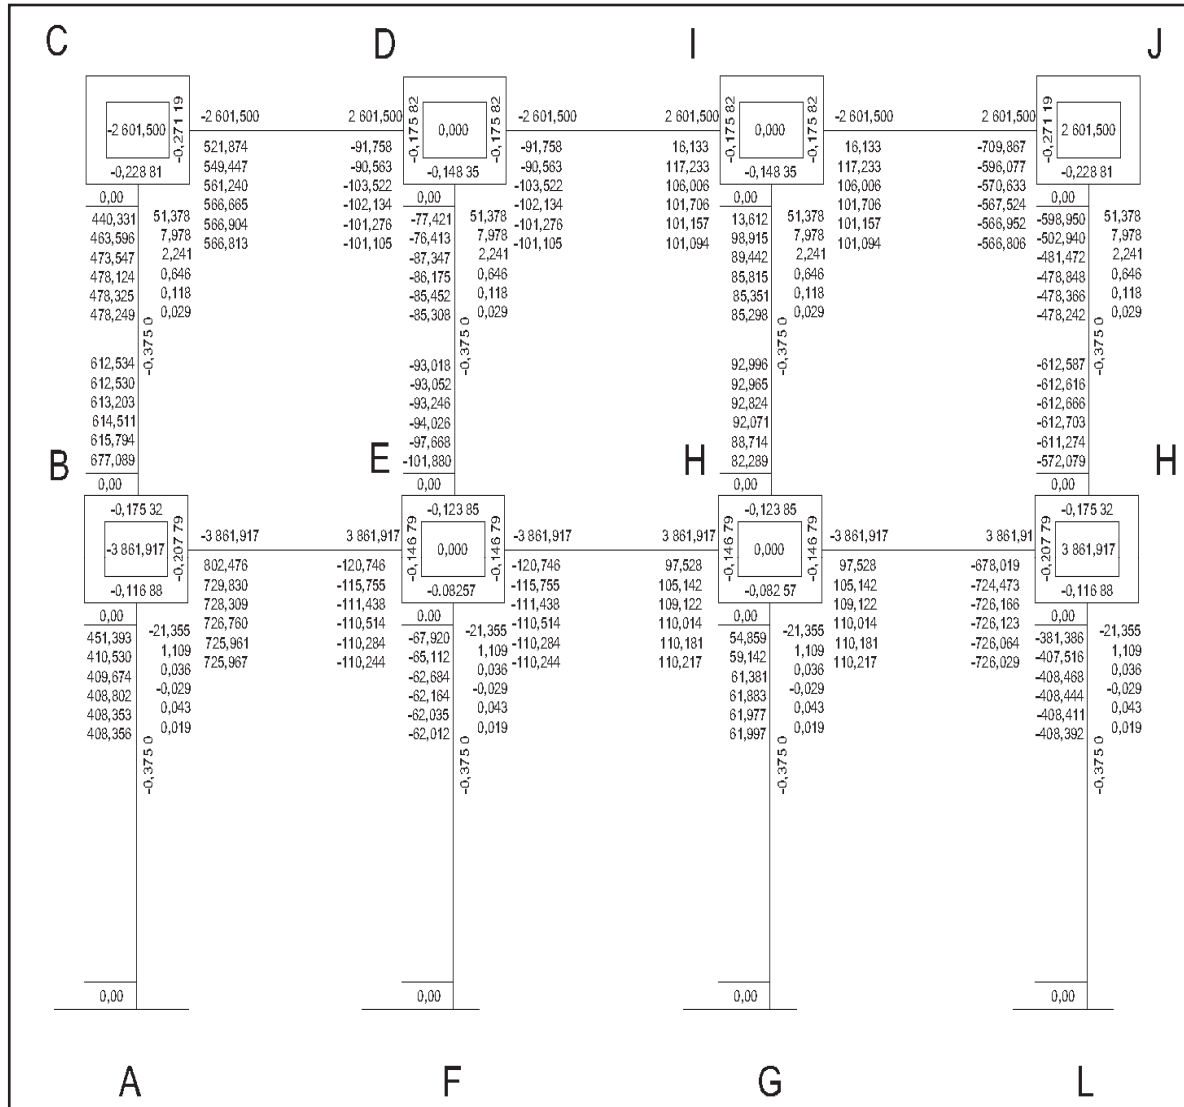 C D I J
-2 601,500 2 601,500 -2 601,500 2 601,500 -2 601,500 2 601,500
-2 601,500 -0,271 19 -0,175 82 0,000 -0,175 82 -0,175 82 0,000 -0,175 82 -0,271 19 2 601,500
521,874 -91,758 -91,758 16,133 16,133 -709,867
549,447 -90,563 -90,563 117,233 117,233 -596,077
-0,228 81 -0,148 35 -0,148 35 -0,228 81
561,240 -103,522 -103,522 106,006 106,006 -570,633
0,00 566,665 -102,134 0,00 -102,134 101,706 0,00 101,706 -567,524 0,00
440,331 51,378 566,904 -101,276 -77,421 51,378 -101,276 101,157 13,612 51,378 101,157 -566,952 -598,950 51,378
463,596 7,978 566,813 -101,105 -76,413 7,978 -101,105 101,094 98,915 7,978 101,094 -566,806 -502,940 7,978
473,547 2,241 -87,347 2,241 89,442 2,241 -481,472 2,241
478,124 0,646 -86,175 0,646 85,815 0,646 -478,848 0,646
478,325 0,118 -85,452 0,118 85,351 0,118 -478,366 0,118
478,249 0,029 -85,308 0,029 85,298 0,029 -478,242 0,029
-0,375 0 -0,375 0 -0,375 0 -0,375 0
612,534 -93,018 92,996 -612,587
612,530 -93,052 92,965 -612,616
613,203 -93,246 92,824 -612,666
614,511 -94,026 92,071 -612,703
615,794 -97,668 88,714 -611,274
B 677,089 E -101,880 H 82,289 -572,079 H
0,00 0,00 0,00 0,00
-0,175 32 -0,123 85 -0,123 85 -0,175 32
-3 861,917 3 861,917 -3 861,917 3 861,917 -3 861,917 3 861,91
-3 861,917 -0,207 79 -0,146 79 0,000 -0,146 79 -0,146 79 0,000 -0,146 79 -0,207 79 3 861,917
802,476 -120,746 -120,746 97,528 97,528 -678,019
729,830 -115,755 -115,755 105,142 105,142 -724,473
-0,116 88 -0.08257 -0,082 57 -0,116 88
728,309 -111,438 -111,438 109,122 109,122 -726,166
0,00 726,760 -110,514 0,00 -110,514 110,014 0,00 110,014 -726,123 0,00
451,393 -21,355 725,961 -110,284 -67,920 -21,355 -110,284 110,181 54,859 -21,355 110,181 -726,064 -381,386 -21,355
410,530 1,109 725,967 -110,244 -65,112 1,109 -110,244 110,217 59,142 1,109 110,217 -726,029 -407,516 1,109
409,674 0,036 -62,684 0,036 61,381 0,036 -408,468 0,036
408,802 -0,029 -62,164 -0,029 61,883 -0,029 -408,444 -0,029
408,353 0,043 -62,035 0,043 61,977 0,043 -408,411 0,043
408,356 0,019 -62,012 0,019 61,997 0,019 -408,392 0,019
-0,375 0 -0,375 0 -0,375 0 -0,375 0
0,00 0,00 0,00 0,00
A F G L